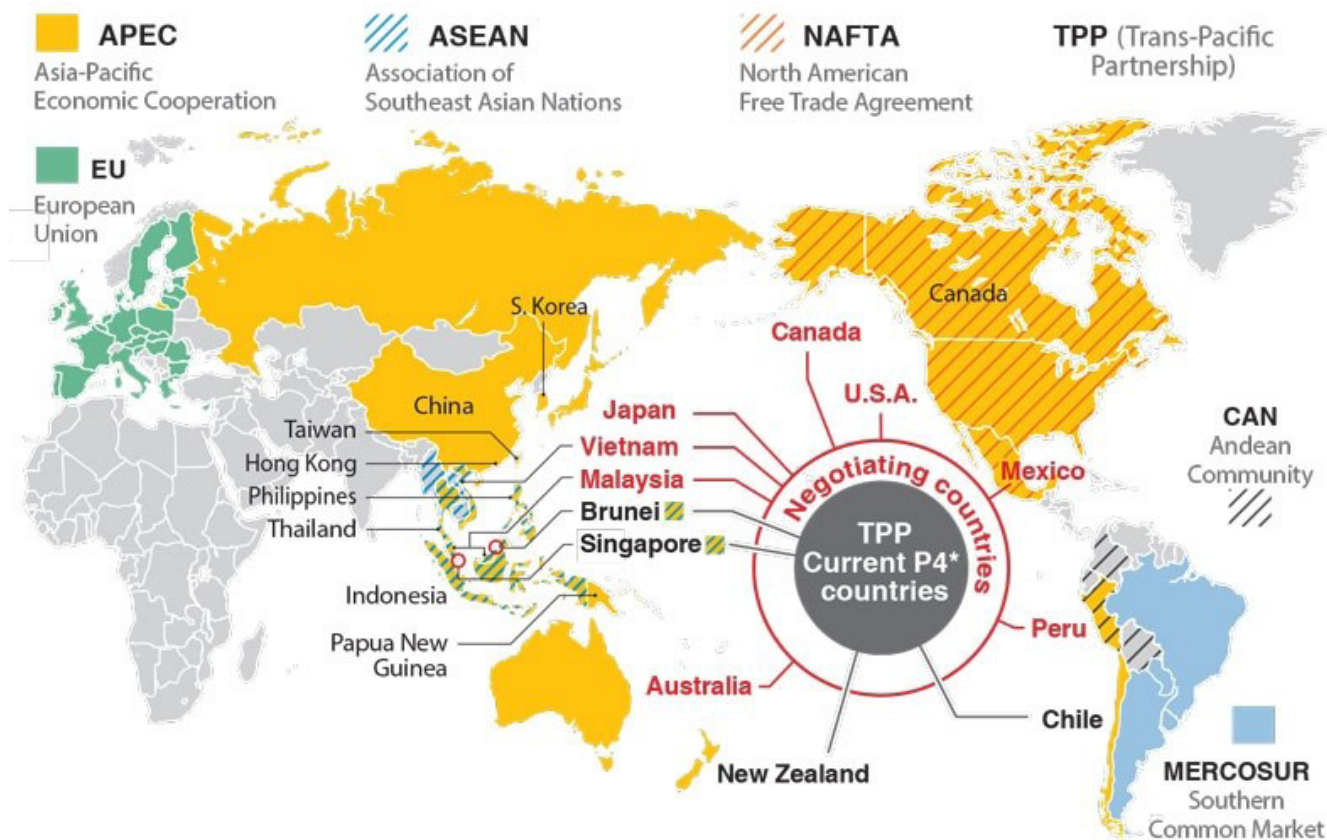 APEC
Asia-Pacific
Economic Cooperation
ASEAN
Association of
Southeast Asian Nations
NAFTA
North American
Free Trade Agreement
TPP (Trans-Pacific
Partnership)
EU
European
Union
S. Korea
China
Taiwan
Hong Kong
Philippines
Thailand
Indonesia
Papua New
Guinea
Canada
Canada
U.S.A.
Japan
Vietnam
Malaysia
Brunei
Singapore
Mexico
Negotiating countries
TPP
Current P4*
countries
Peru
Australia
Chile
New Zealand
CAN
Andean
Community
MERCOSUR
Southern
Common Market